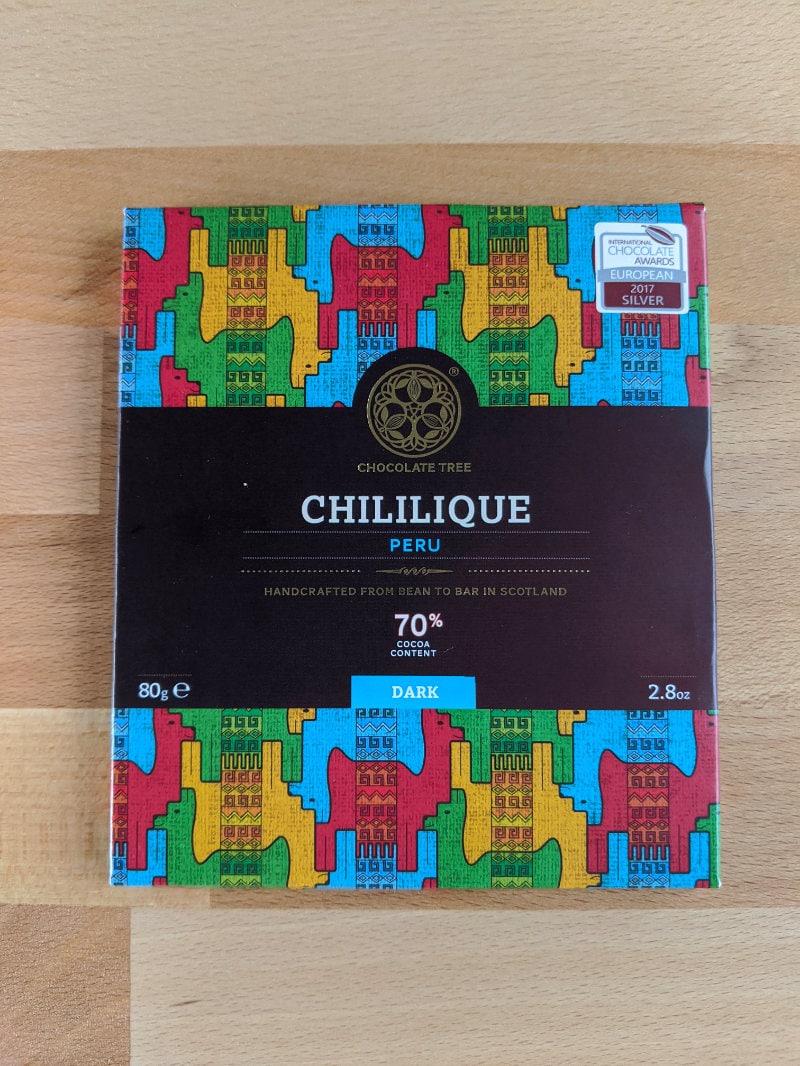 INTERNATIONAL
CHOCOLATE
AWARDS
EUROPEAN
2017
SILVER
®
CHOCOLATE TREE
CHILILIQUE
PERU
HANDCRAFTED FROM BEAN TO BAR IN SCOTLAND
70%
COCOA
CONTENT
80g ℮
DARK
2.8oz